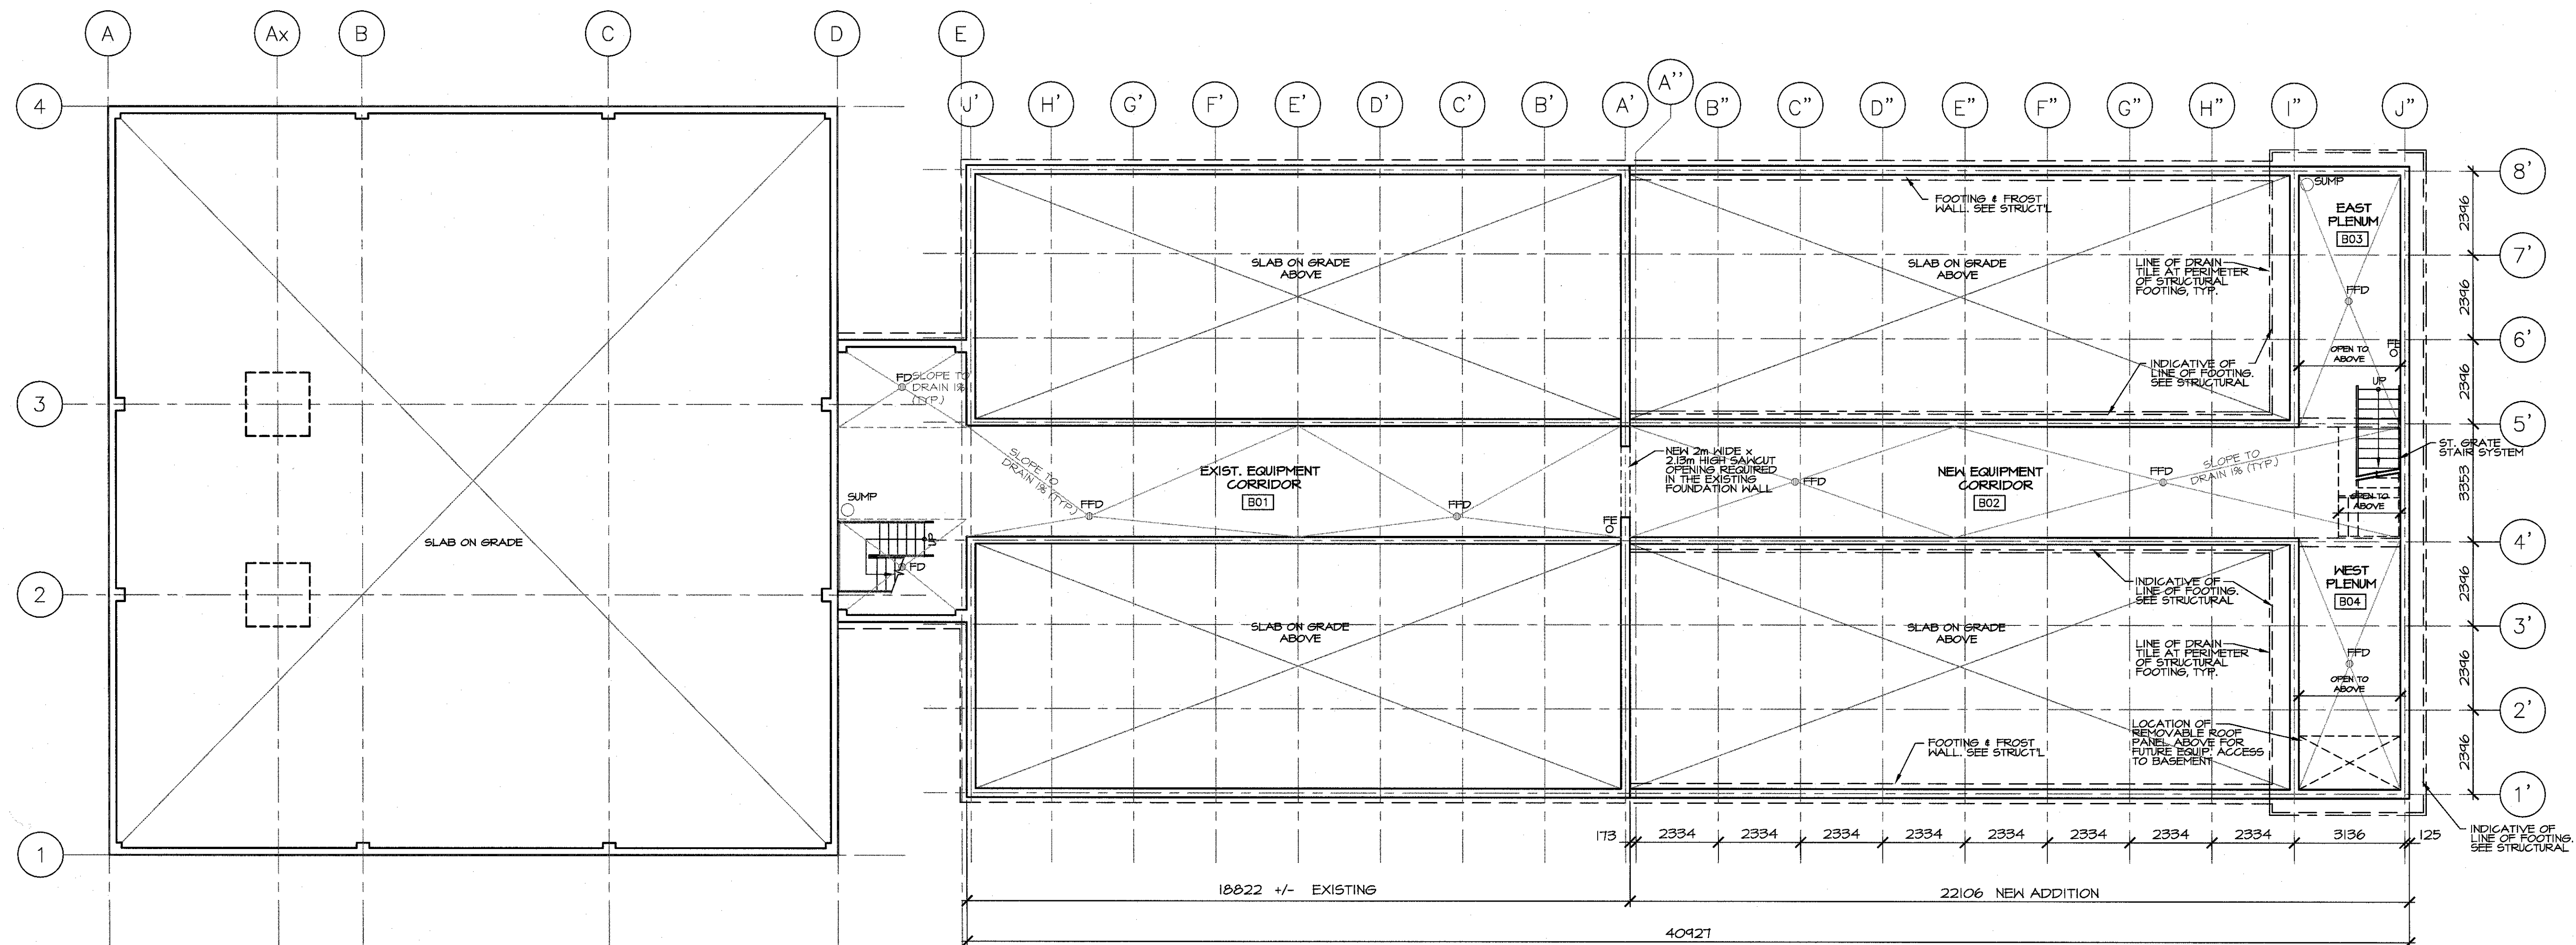 A
Ax
B
C
D
E
J'
H'
G'
F'
E'
D'
C'
B'
A'
A''
B"
C"
D"
E"
F"
G"
H"
I"
J"
4
3
2
1
8'
7'
6'
5'
4'
3'
2'
1'
SLAB ON GRADE
FD
SLOPE TO
DRAIN 1%
(TYP.)
SUMP
UP
FD
SLAB ON GRADE
ABOVE
SLOPE TO
DRAIN 1% (TYP.)
FFD
EXIST. EQUIPMENT
CORRIDOR
B01
FFD
FE
SLAB ON GRADE
ABOVE
FOOTING & FROST
WALL. SEE STRUCT'L
SLAB ON GRADE
ABOVE
LINE OF DRAIN
TILE AT PERIMETER
OF STRUCTURAL
FOOTING, TYP.
INDICATIVE OF
LINE OF FOOTING.
SEE STRUCTURAL
NEW 2m WIDE x
2.13m HIGH SAWCUT
OPENING REQUIRED
IN THE EXISTING
FOUNDATION WALL
FFD
NEW EQUIPMENT
CORRIDOR
B02
FFD
SLOPE TO
DRAIN 1% (TYP.)
SUMP
EAST
PLENUM
B03
FFD
FE
OPEN TO
ABOVE
UP
ST. GRATE
STAIR SYSTEM
OPEN TO
ABOVE
INDICATIVE OF
LINE OF FOOTING.
SEE STRUCTURAL
SLAB ON GRADE
ABOVE
LINE OF DRAIN
TILE AT PERIMETER
OF STRUCTURAL
FOOTING, TYP.
LOCATION OF
REMOVABLE ROOF
PANEL ABOVE FOR
FUTURE EQUIP. ACCESS
TO BASEMENT
FOOTING & FROST
WALL. SEE STRUCT'L
WEST
PLENUM
B04
FFD
OPEN TO
ABOVE
INDICATIVE OF
LINE OF FOOTING.
SEE STRUCTURAL
2396
2396
2396
3353
2396
2396
2396
173
2334
2334
2334
2334
2334
2334
2334
2334
3136
125
18822 +/- EXISTING
22106 NEW ADDITION
40927